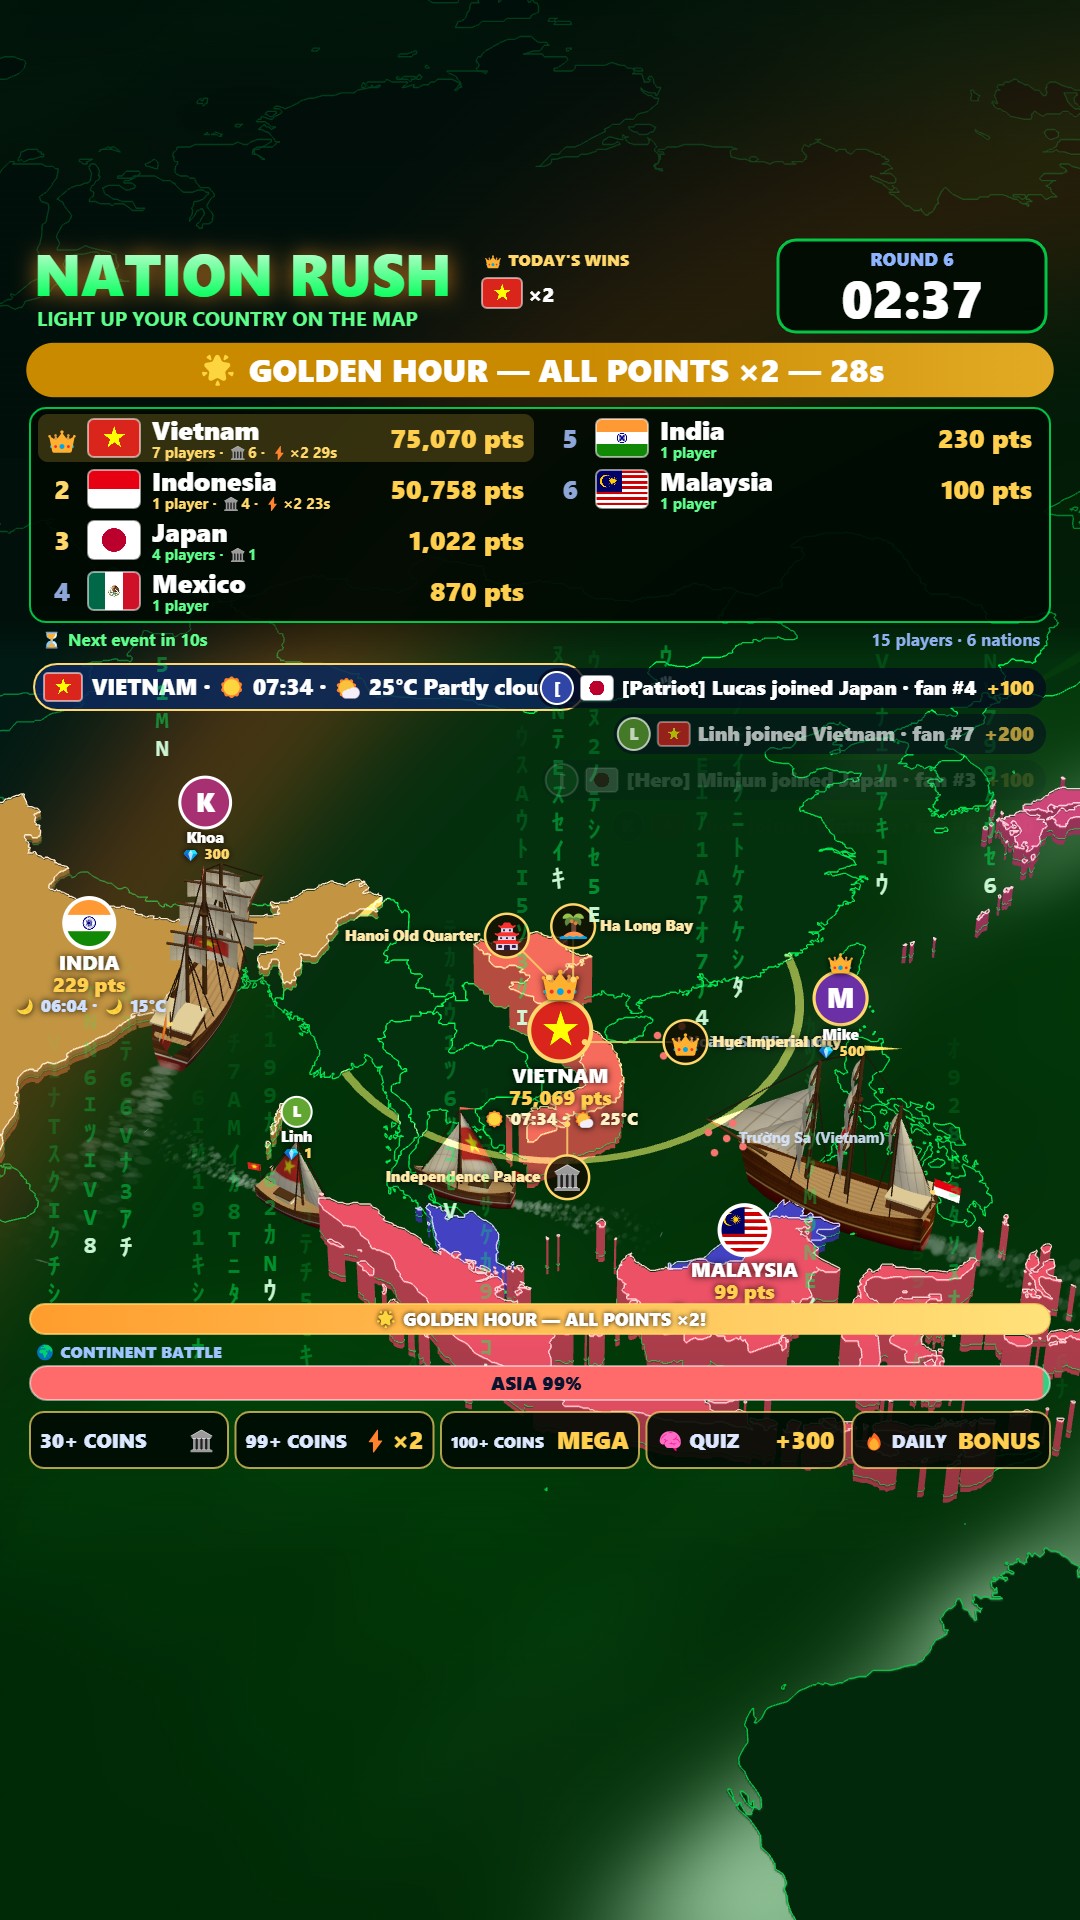 NATION RUSH
LIGHT UP YOUR COUNTRY ON THE MAP
TODAY'S WINS
×2
ROUND 6
02:37
GOLDEN HOUR — ALL POINTS ×2 — 28s
Vietnam
7 players · 6 · ×2 29s
75,070 pts
2 Indonesia
1 player · 4 · ×2 23s
50,758 pts
3 Japan
4 players · 1
1,022 pts
4 Mexico
1 player
870 pts
5 India
1 player
230 pts
6 Malaysia
1 player
100 pts
Next event in 10s
15 players · 6 nations
VIETNAM · 07:34 · 25°C Partly clou
[ [Patriot] Lucas joined Japan · fan #4 +100
L Linh joined Vietnam · fan #7 +200
[Hero] Minjun joined Japan · fan #3 +100
K
Khoa
300
INDIA
229 pts
06:04 · 15°C
Hanoi Old Quarter
Ha Long Bay
M
Mike
500
Hue Imperial City
VIETNAM
75,069 pts
07:34 · 25°C
L
Linh
1
Trường Sa (Vietnam)
Independence Palace
MALAYSIA
99 pts
GOLDEN HOUR — ALL POINTS ×2!
CONTINENT BATTLE
ASIA 99%
30+ COINS
99+ COINS ×2
100+ COINS MEGA
QUIZ +300
DAILY BONUS